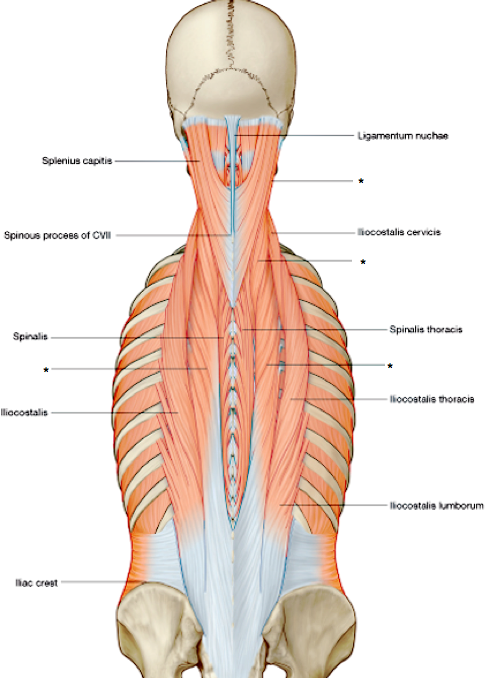 Ligamentum nuchae
Splenius capitis
*
Iliocostalis cervicis
Spinous process of CVII
*
Spinalis thoracis
Spinalis
*
*
Iliocostalis thoracis
Iliocostalis
Iliocostalis lumborum
Iliac crest